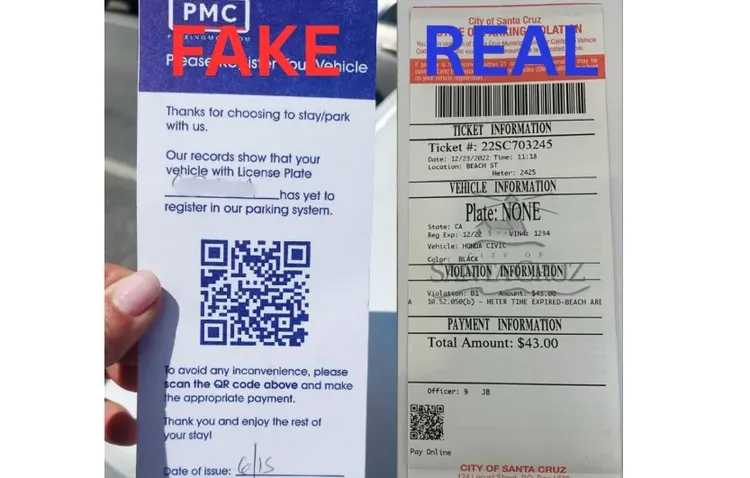 PMC
FAKE
Please Register Your Vehicle
Thanks for choosing to stay/park
with us.
Our records show that your
vehicle with License Plate
has yet to
register in our parking system.
To avoid any inconvenience, please
scan the QR code above and make
the appropriate payment.
Thank you and enjoy the rest of
your stay!
Date of issue: 6/15
City of Santa Cruz
REAL
TICKET INFORMATION
Ticket #: 22SC703245
Date: 12/23/2022 Time: 11:18
Location: BEACH ST
Meter: 2425
VEHICLE INFORMATION
Plate: NONE
State: CA
Reg Exp: 12/22 VIN4: 1234
Vehicle: HONDA CIVIC
Color: BLACK
CITY OF
SANTA CRUZ
VIOLATION INFORMATION
Violation: B1 Amount: $43.00
A 10.52.050(b) - METER TIME EXPIRED-BEACH ARE
PAYMENT INFORMATION
Total Amount: $43.00
Officer: 9 JB
Pay Online
CITY OF SANTA CRUZ